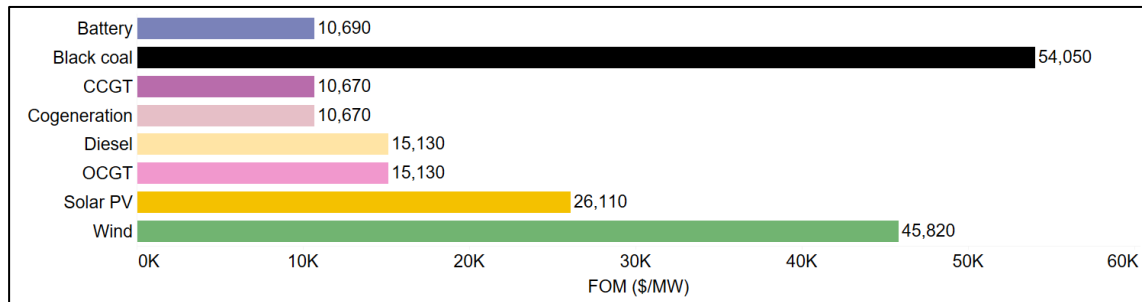 Battery 10,690
Black coal 54,050
CCGT 10,670
Cogeneration 10,670
Diesel 15,130
OCGT 15,130
Solar PV 26,110
Wind 45,820
0K 10K 20K 30K 40K 50K 60K
FOM ($/MW)